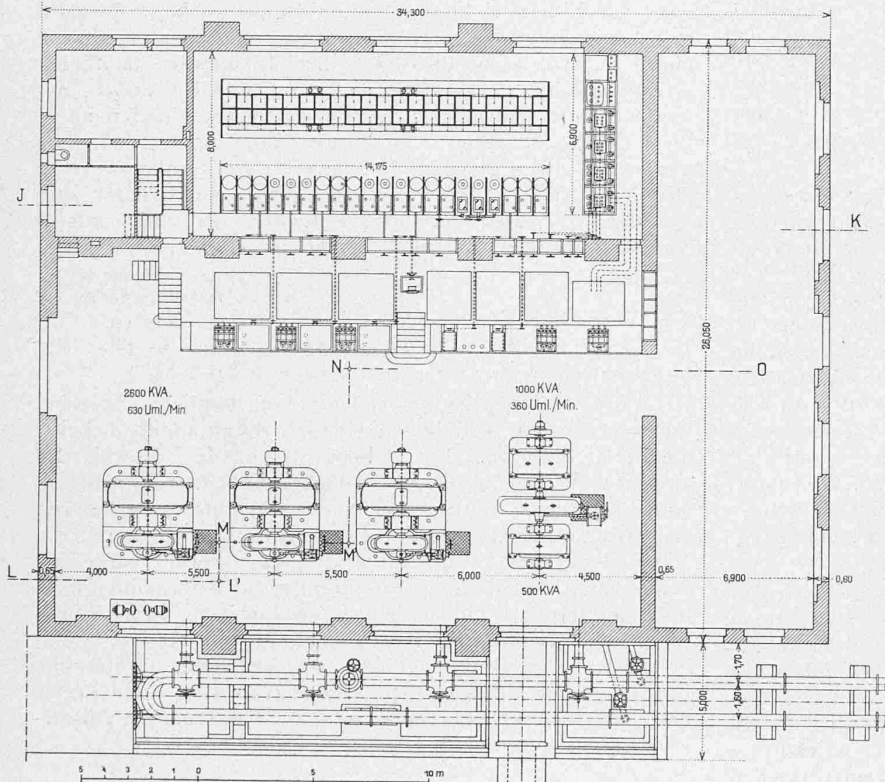 34,300
8,000
6,900
14,175
J
K
26,050
N
O
2600 KVA.
630 Uml./Min
1000 KVA.
360 Uml./Min.
M
M
L
0,65
4,000
5,500
L'
5,500
6,000
4,500
0,65
6,900
0,60
500 KVA
1,70
1,60
5,000
5 4 3 2 1 0 5 10 m